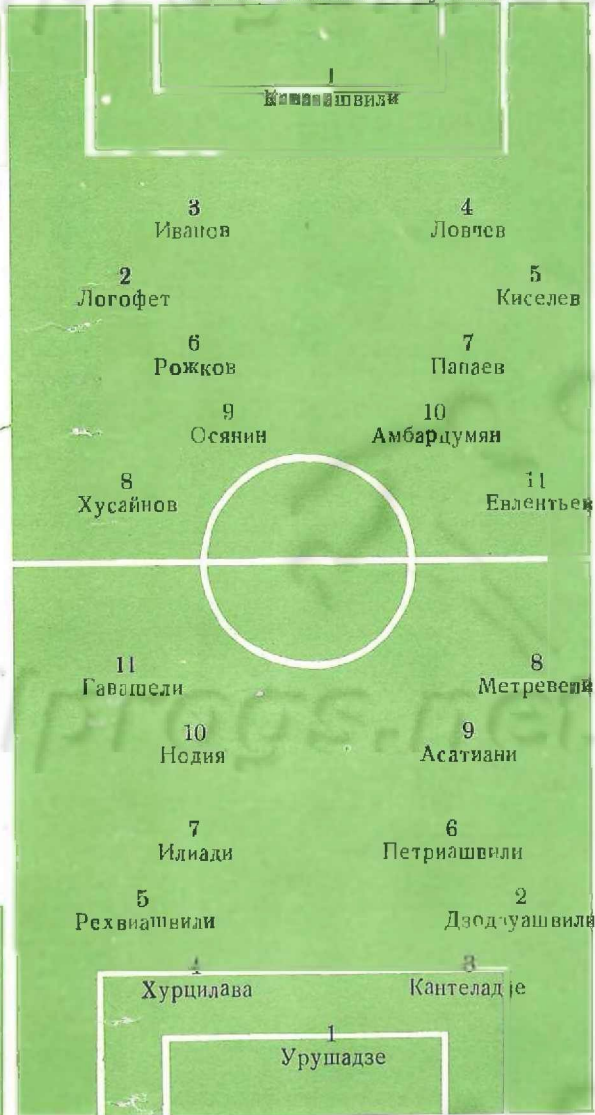 1
3
4
Иванов
Ловчев
2
5
Логофет
Киселев
6
7
Рожков
Папаев
9
10
Осянин
Амбарцумян
8
11
Хусайнов
Евлентьев
11
8
Гавашели
Метревели
10
9
Нодия
Асатиани
7
6
Илиади
Петриашвили
5
2
Рехвиашвили
Дзодзуашвили
4
3
Хурцилава
Кантеладзе
1
Урушадзе